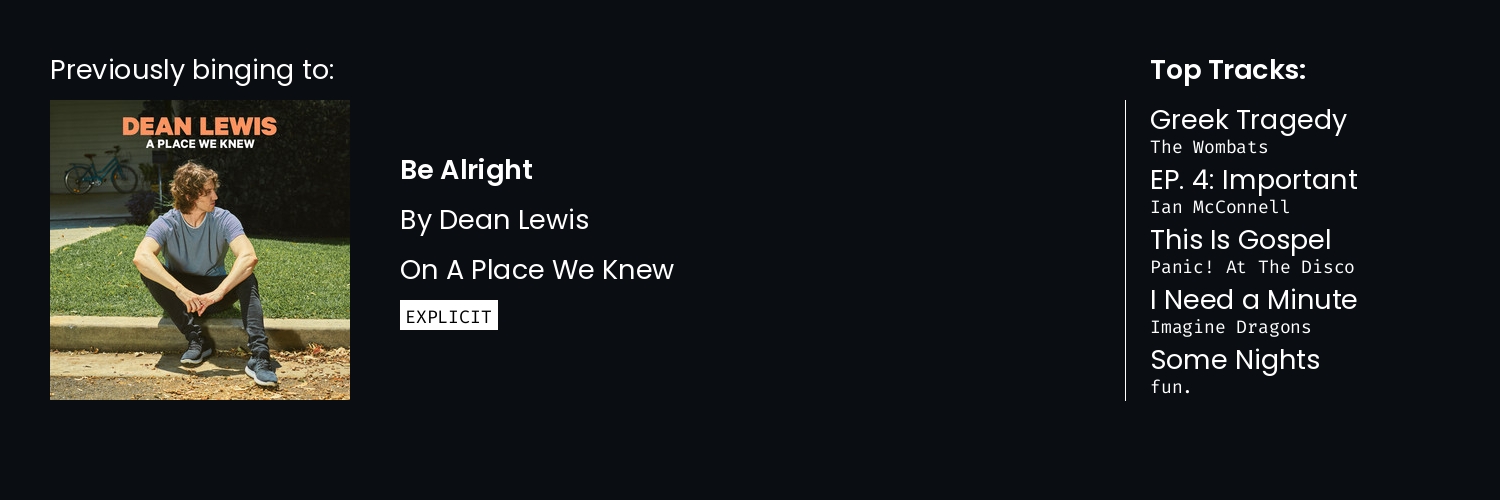 Previously binging to:
DEAN LEWIS
A PLACE WE KNEW
Be Alright
By Dean Lewis
On A Place We Knew
EXPLICIT
Top Tracks:
Greek Tragedy
The Wombats
EP. 4: Important
Ian McConnell
This Is Gospel
Panic! At The Disco
I Need a Minute
Imagine Dragons
Some Nights
fun.